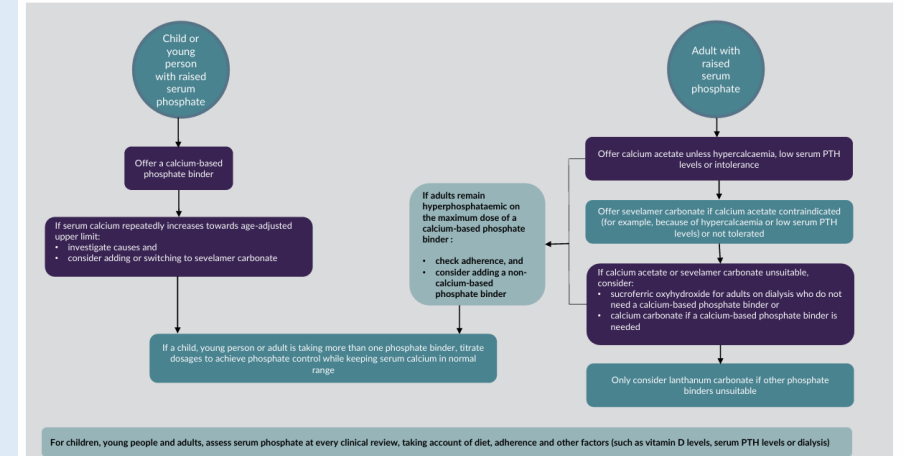 Child or
young
person
with raised
serum
phosphate
Offer a calcium-based
phosphate binder
If serum calcium repeatedly increases towards age-adjusted
upper limit:
• investigate causes and
• consider adding or switching to sevelamer carbonate
Adult with
raised
serum
phosphate
Offer calcium acetate unless hypercalcaemia, low serum PTH
levels or intolerance
Offer sevelamer carbonate if calcium acetate contraindicated
(for example, because of hypercalcaemia or low serum PTH
levels) or not tolerated
If calcium acetate or sevelamer carbonate unsuitable,
consider:
• sucroferric oxyhydroxide for adults on dialysis who do not
need a calcium-based phosphate binder or
• calcium carbonate if a calcium-based phosphate binder is
needed
Only consider lanthanum carbonate if other phosphate
binders unsuitable
If adults remain
hyperphosphataemic on
the maximum dose of a
calcium-based phosphate
binder :
• check adherence, and
• consider adding a non-
calcium-based
phosphate binder
If a child, young person or adult is taking more than one phosphate binder, titrate
dosages to achieve phosphate control while keeping serum calcium in normal
range
For children, young people and adults, assess serum phosphate at every clinical review, taking account of diet, adherence and other factors (such as vitamin D levels, serum PTH levels or dialysis)